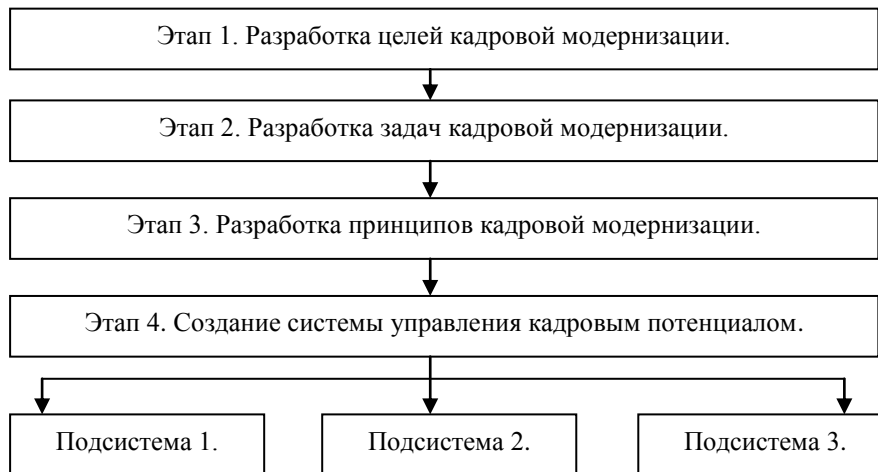 Этап 1. Разработка целей кадровой модернизации.
Этап 2. Разработка задач кадровой модернизации.
Этап 3. Разработка принципов кадровой модернизации.
Этап 4. Создание системы управления кадровым потенциалом.
Подсистема 1.
Подсистема 2.
Подсистема 3.